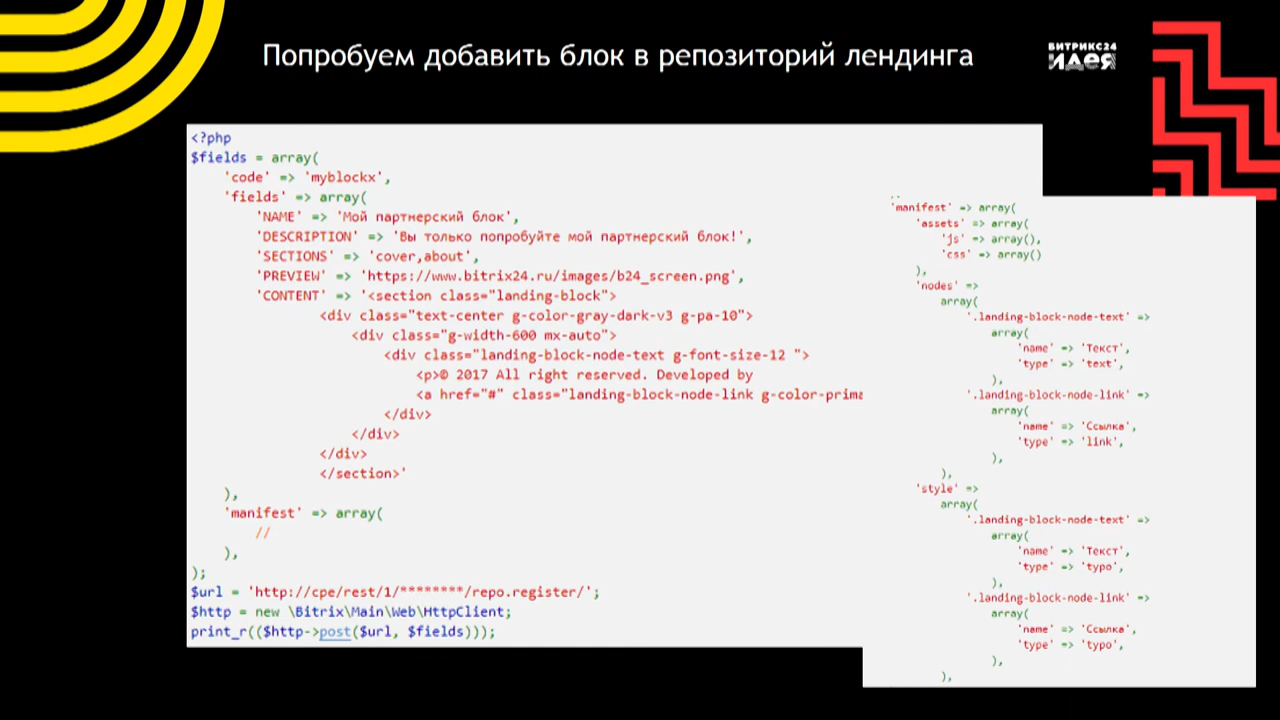 Попробуем добавить блок в репозиторий лендинга
БИТРИКС24
идея
<?php
$fields = array(
'code' => 'myblockx',
'fields' => array(
'NAME' => 'Мой партнерский блок',
'DESCRIPTION' => 'Вы только попробуйте мой партнерский блок!',
'SECTIONS' => 'cover,about',
'PREVIEW' => 'https://www.bitrix24.ru/images/b24_screen.png',
'CONTENT' => '<section class="landing-block">
<div class="text-center g-color-gray-dark-v3 g-pa-10">
<div class="g-width-600 mx-auto">
<div class="landing-block-node-text g-font-size-12 ">
<p>© 2017 All right reserved. Developed by
<a href="#" class="landing-block-node-link g-color-prima
</div>
</div>
</div>
</section>'
),
'manifest' => array(
//
),
);
$url = 'http://cpe/rest/1/********/repo.register/';
$http = new \Bitrix\Main\Web\HttpClient;
print_r(($http->post($url, $fields)));
'manifest' => array(
'assets' => array(
'js' => array(),
'css' => array()
),
'nodes' =>
array(
'.landing-block-node-text' =>
array(
'name' => 'Текст',
'type' => 'text',
),
'.landing-block-node-link' =>
array(
'name' => 'Ссылка',
'type' => 'link',
),
),
'style' =>
array(
'.landing-block-node-text' =>
array(
'name' => 'Текст',
'type' => 'typo',
),
'.landing-block-node-link' =>
array(
'name' => 'Ссылка',
'type' => 'typo',
),
),